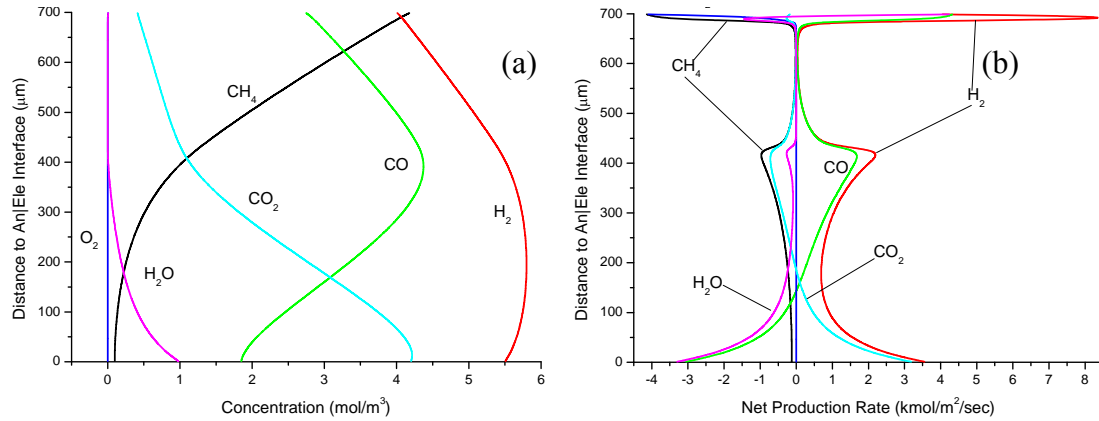 (a)
700
600
500
400
300
200
100
0
Distance to An|Ele Interface (μm)
CH₄
CO
CO₂
H₂
O₂
H₂O
0 1 2 3 4 5 6
Concentration (mol/m³)
(b)
700
600
500
400
300
200
100
0
Distance to An|Ele Interface (μm)
CH₄
H₂
CO
CO₂
H₂O
-4 -3 -2 -1 0 1 2 3 4 5 6 7 8
Net Production Rate (kmol/m²/sec)